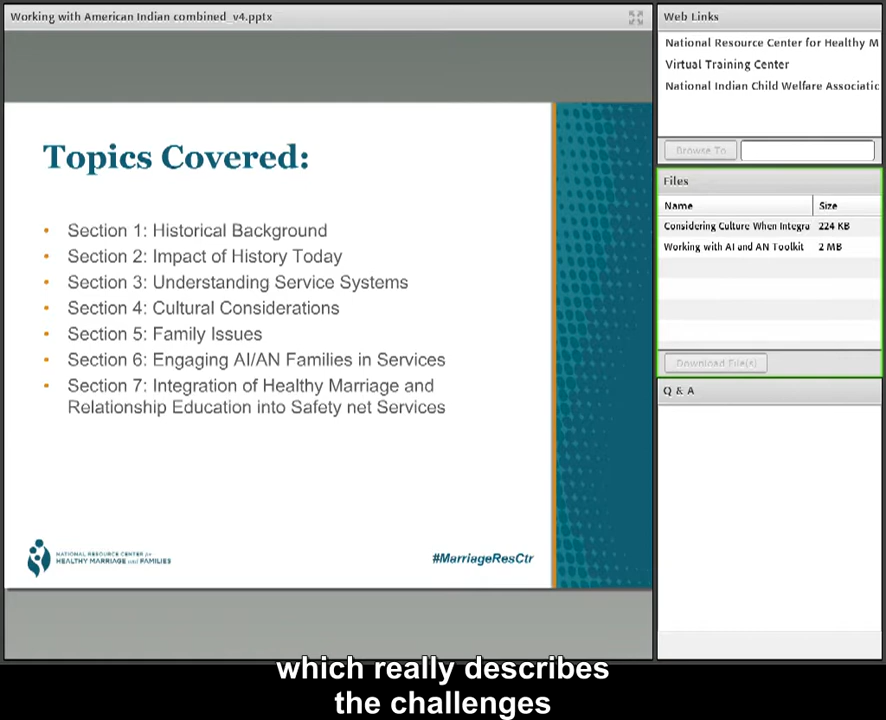 Working with American Indian combined_v4.pptx
Topics Covered:
• Section 1: Historical Background
• Section 2: Impact of History Today
• Section 3: Understanding Service Systems
• Section 4: Cultural Considerations
• Section 5: Family Issues
• Section 6: Engaging AI/AN Families in Services
• Section 7: Integration of Healthy Marriage and
Relationship Education into Safety net Services
NATIONAL RESOURCE CENTER for
HEALTHY MARRIAGE and FAMILIES
#MarriageResCtr
Web Links
National Resource Center for Healthy M
Virtual Training Center
National Indian Child Welfare Associatic
Browse To
Files
Name Size
Considering Culture When Integra 224 KB
Working with AI and AN Toolkit 2 MB
Download File(s)
Q & A
which really describes
the challenges